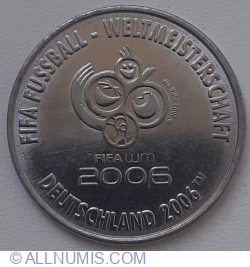 FIFA FUSSBALL - WELTMEISTERSCHAFT
FIFA WM
2006
DEUTSCHLAND 2006™
© ALLNUMIS.COM